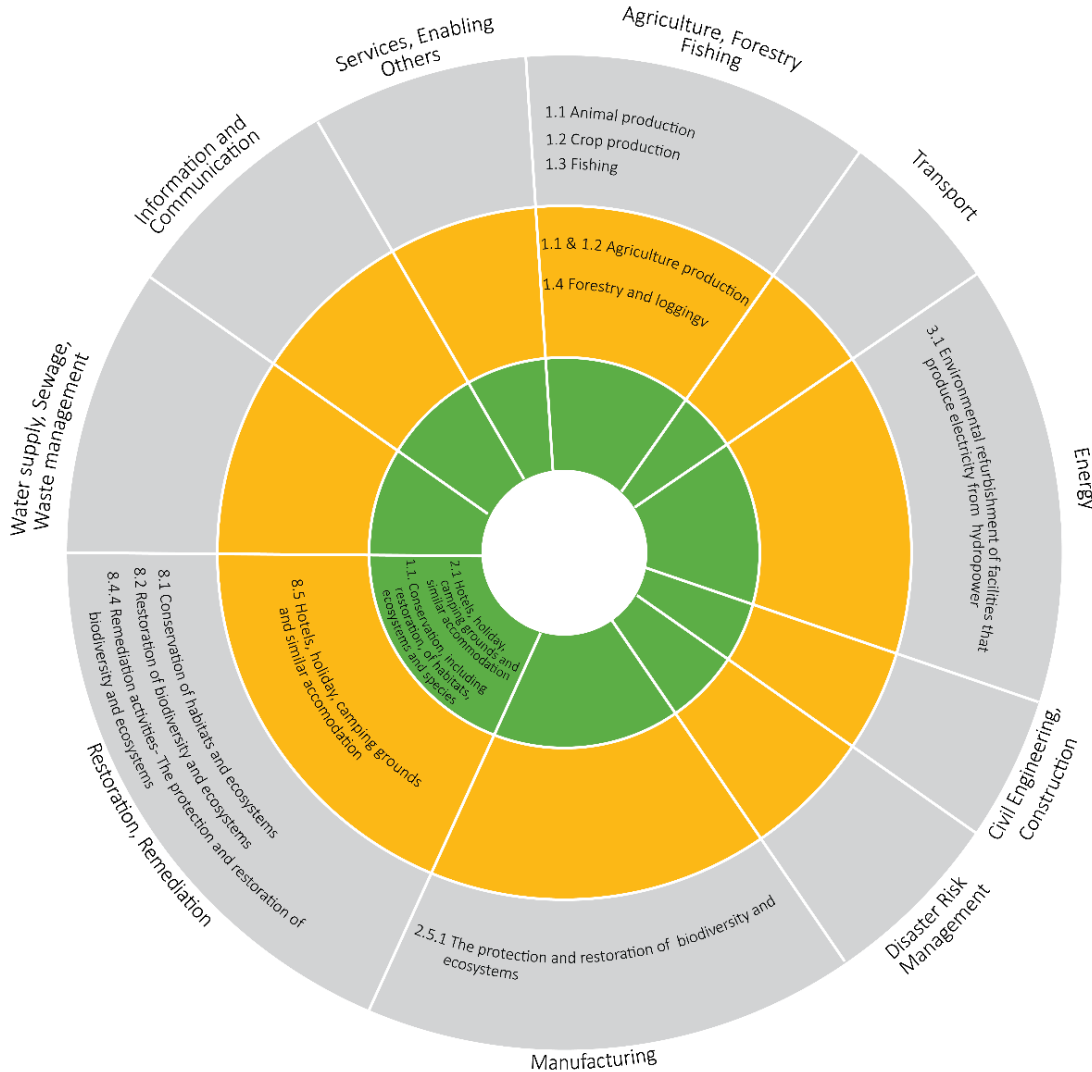 Agriculture, Forestry
Fishing
1.1 Animal production
1.2 Crop production
1.3 Fishing
1.1 & 1.2 Agriculture production
1.4 Forestry and loggingv
Transport
Energy
3.1 Environmental refurbishment of facilities that
produce electricity from hydropower
Civil Engineering,
Construction
Disaster Risk
Management
Manufacturing
2.5.1 The protection and restoration of biodiversity and
ecosystems
Restoration, Remediation
8.1 Conservation of habitats and ecosystems
8.2 Restoration of biodiversity and ecosystems
8.4.4 Remediation activities- The protection and restoration of
biodiversity and ecosystems
8.5 Hotels, holiday, camping grounds
and similar accomodation
2.1 Hotels, holiday,
camping grounds and
similar accommodation
1.1. Conservation, including
restoration, of habitats,
ecosystems and species
Water supply, Sewage,
Waste management
Information and
Communication
Services, Enabling
Others